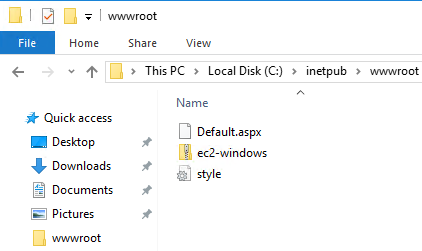 wwwroot
File Home Share View
This PC Local Disk (C:) inetpub wwwroot
Name
Quick access
Desktop
Downloads
Documents
Pictures
wwwroot
Default.aspx
ec2-windows
style